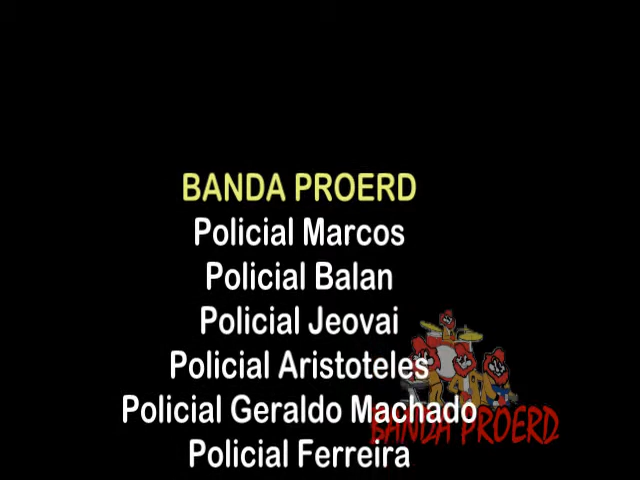 BANDA PROERD
Policial Marcos
Policial Balan
Policial Jeovai
Policial Aristoteles
Policial Geraldo Machado
BANDA PROERD
Policial Ferreira